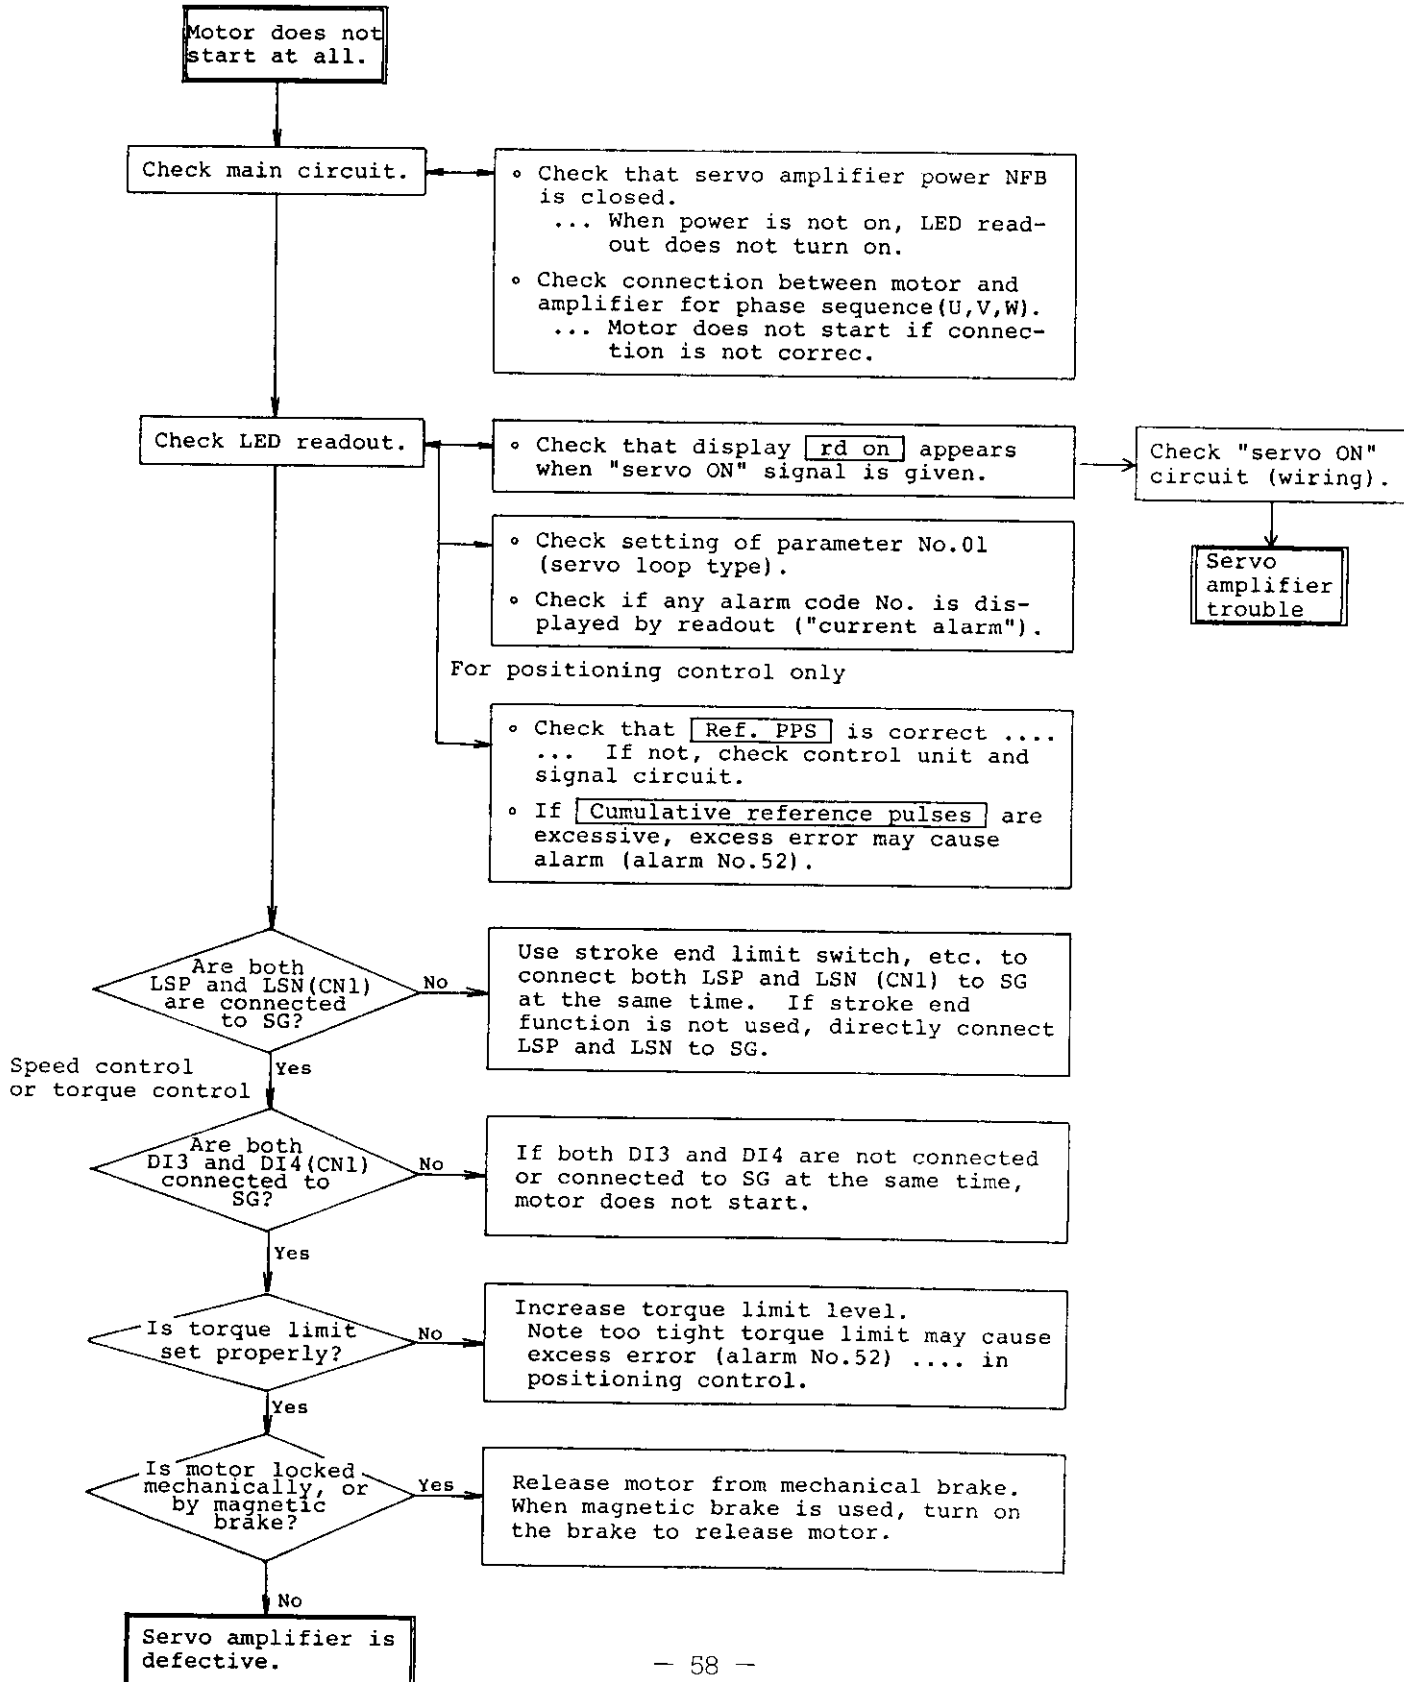 Motor does not
start at all.
Check main circuit.
° Check that servo amplifier power NFB
is closed.
... When power is not on, LED read-
out does not turn on.
° Check connection between motor and
amplifier for phase sequence(U,V,W).
... Motor does not start if connec-
tion is not correc.
Check LED readout.
° Check that display rd on appears
when "servo ON" signal is given.
Check "servo ON"
circuit (wiring).
Servo
amplifier
trouble
° Check setting of parameter No.01
(servo loop type).
° Check if any alarm code No. is dis-
played by readout ("current alarm").
For positioning control only
° Check that Ref. PPS is correct ....
... If not, check control unit and
signal circuit.
° If Cumulative reference pulses are
excessive, excess error may cause
alarm (alarm No.52).
Are both
LSP and LSN(CN1)
are connected
to SG?
No
Use stroke end limit switch, etc. to
connect both LSP and LSN (CN1) to SG
at the same time. If stroke end
function is not used, directly connect
LSP and LSN to SG.
Yes
Speed control
or torque control
Are both
DI3 and DI4(CN1)
connected to
SG?
No
If both DI3 and DI4 are not connected
or connected to SG at the same time,
motor does not start.
Yes
Is torque limit
set properly?
No
Increase torque limit level.
Note too tight torque limit may cause
excess error (alarm No.52) .... in
positioning control.
Yes
Is motor locked
mechanically, or
by magnetic
brake?
Yes
Release motor from mechanical brake.
When magnetic brake is used, turn on
the brake to release motor.
No
Servo amplifier is
defective.
— 58 —